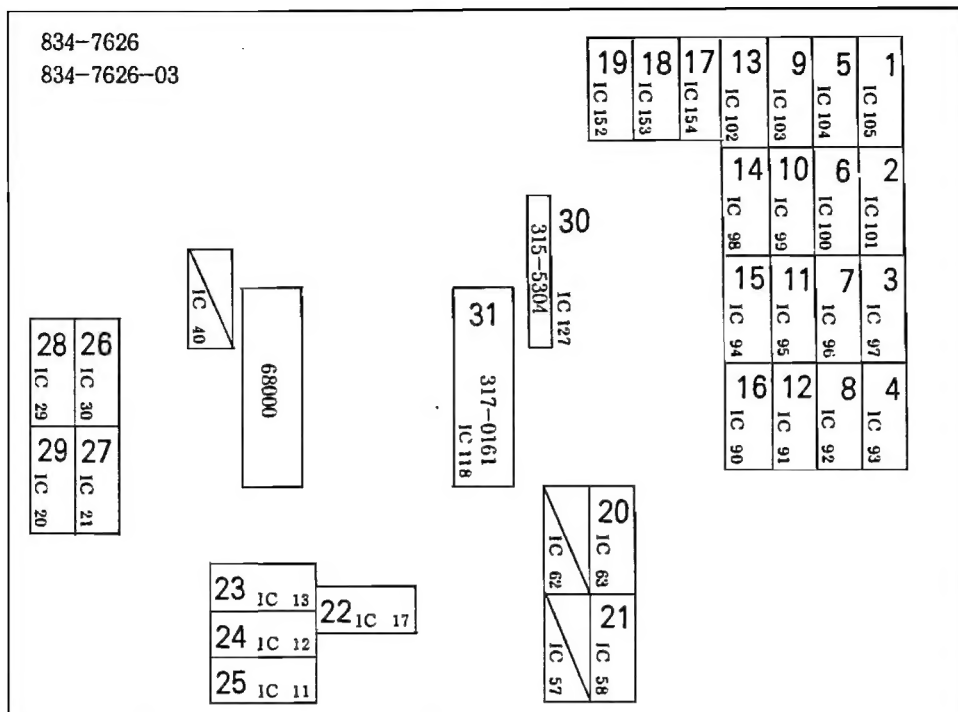 834-7626
834-7626-03
19 18 17 13 9 5 1
IC 152 IC 153 IC 154 IC 102 IC 103 IC 104 IC 105
14 10 6 2
IC 98 IC 99 IC 100 IC 101
15 11 7 3
IC 94 IC 95 IC 96 IC 97
16 12 8 4
IC 90 IC 91 IC 92 IC 93
30
315-5304
IC 127
IC 40
68000
31
317-0161
IC 118
28 26
IC 29 IC 30
29 27
IC 20 IC 21
20
IC 62 IC 63
21
IC 57 IC 58
23 IC 13
22 IC 17
24 IC 12
25 IC 11